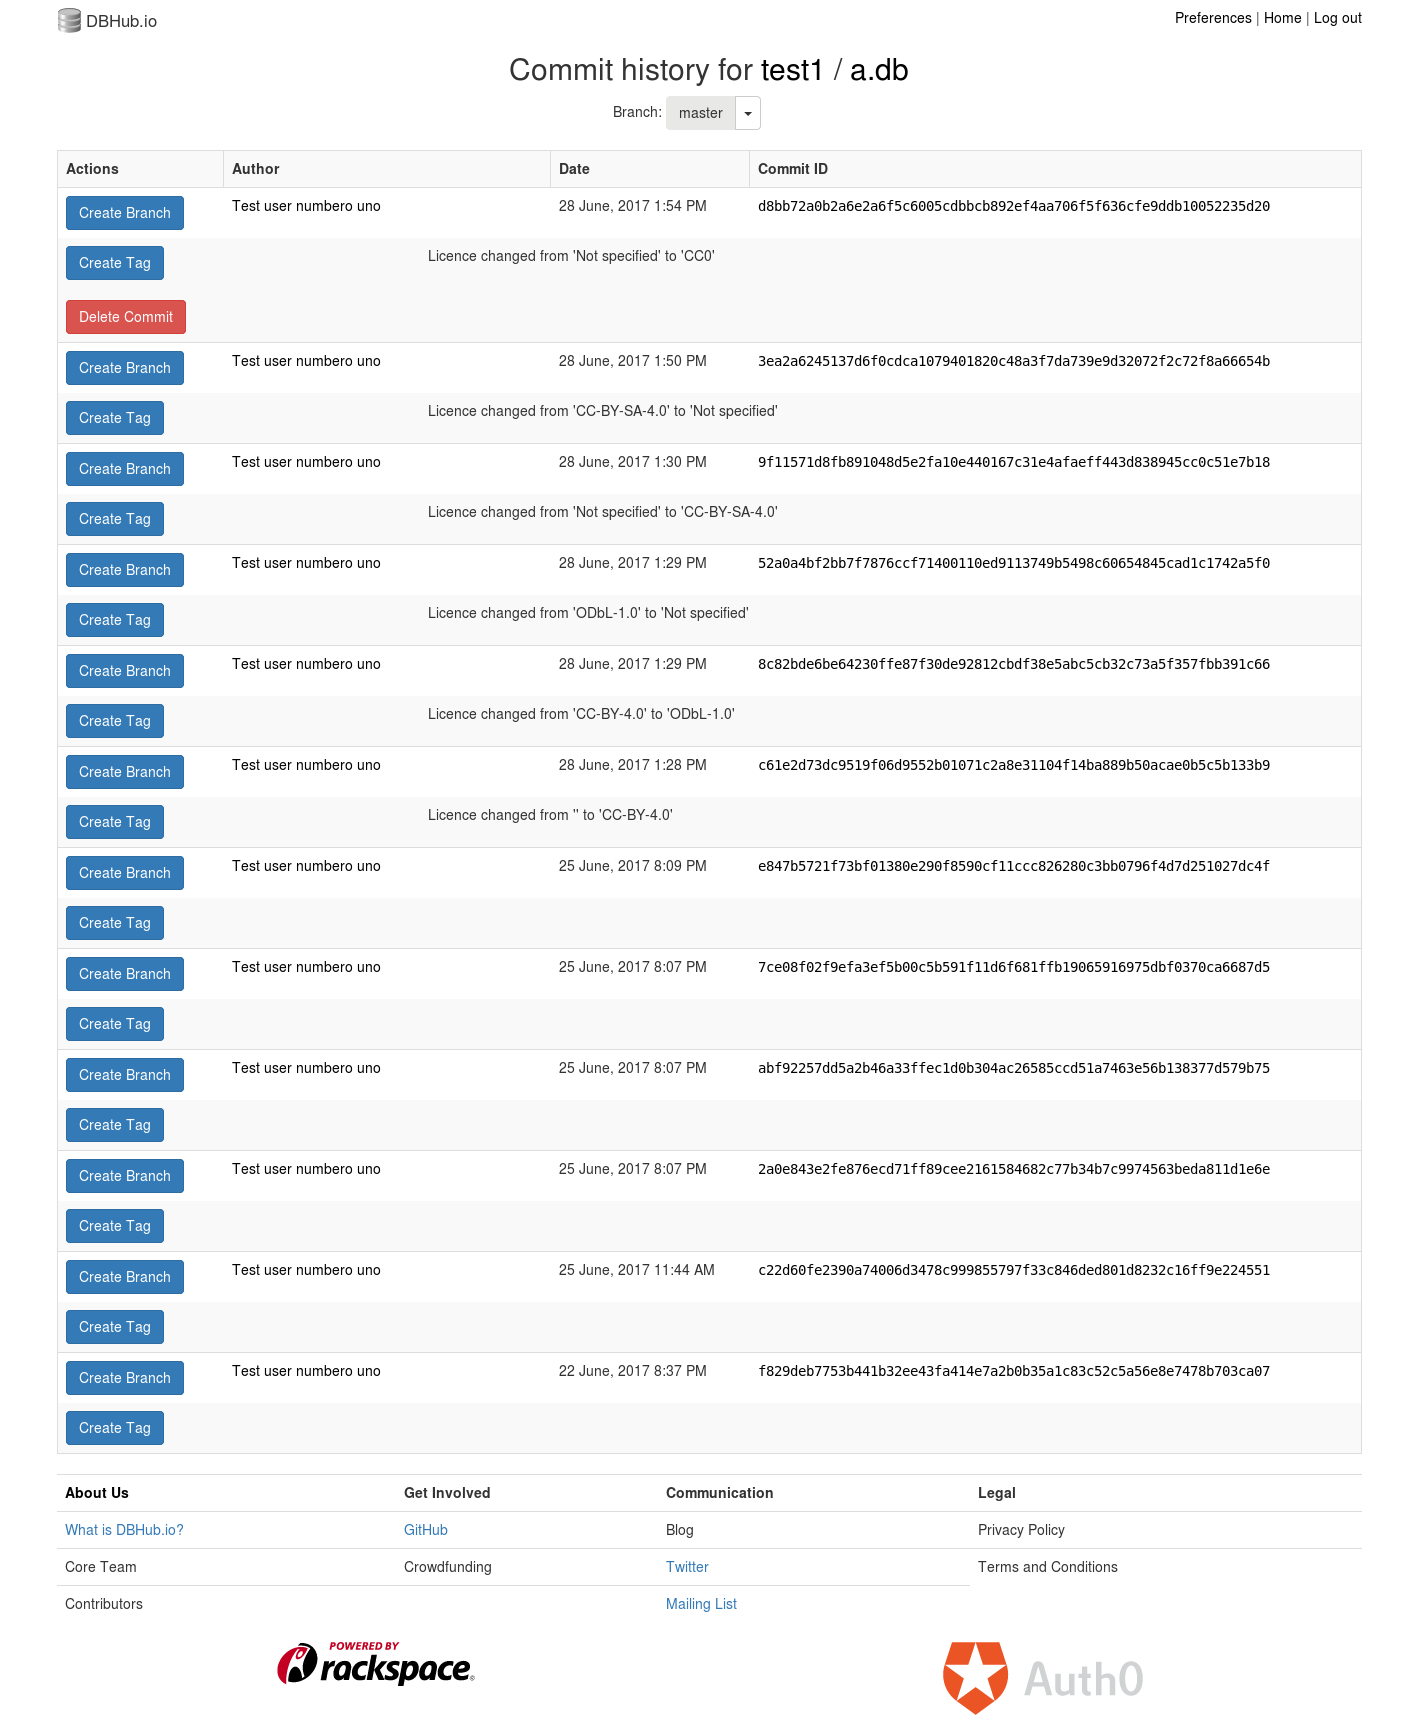 DBHub.io
Preferences | Home | Log out
Commit history for test1 / a.db
Branch: master
Actions Author Date Commit ID
Create Branch Test user numbero uno 28 June, 2017 1:54 PM d8bb72a0b2a6e2a6f5c6005cdbbcb892ef4aa706f5f636cfe9ddb10052235d20
Create Tag Licence changed from 'Not specified' to 'CC0'
Delete Commit
Create Branch Test user numbero uno 28 June, 2017 1:50 PM 3ea2a6245137d6f0cdca1079401820c48a3f7da739e9d32072f2c72f8a66654b
Create Tag Licence changed from 'CC-BY-SA-4.0' to 'Not specified'
Create Branch Test user numbero uno 28 June, 2017 1:30 PM 9f11571d8fb891048d5e2fa10e440167c31e4afaeff443d838945cc0c51e7b18
Create Tag Licence changed from 'Not specified' to 'CC-BY-SA-4.0'
Create Branch Test user numbero uno 28 June, 2017 1:29 PM 52a0a4bf2bb7f7876ccf71400110ed9113749b5498c60654845cad1c1742a5f0
Create Tag Licence changed from 'ODbL-1.0' to 'Not specified'
Create Branch Test user numbero uno 28 June, 2017 1:29 PM 8c82bde6be64230ffe87f30de92812cbdf38e5abc5cb32c73a5f357fbb391c66
Create Tag Licence changed from 'CC-BY-4.0' to 'ODbL-1.0'
Create Branch Test user numbero uno 28 June, 2017 1:28 PM c61e2d73dc9519f06d9552b01071c2a8e31104f14ba889b50acae0b5c5b133b9
Create Tag Licence changed from '' to 'CC-BY-4.0'
Create Branch Test user numbero uno 25 June, 2017 8:09 PM e847b5721f73bf01380e290f8590cf11ccc826280c3bb0796f4d7d251027dc4f
Create Tag
Create Branch Test user numbero uno 25 June, 2017 8:07 PM 7ce08f02f9efa3ef5b00c5b591f11d6f681ffb19065916975dbf0370ca6687d5
Create Tag
Create Branch Test user numbero uno 25 June, 2017 8:07 PM abf92257dd5a2b46a33ffec1d0b304ac26585ccd51a7463e56b138377d579b75
Create Tag
Create Branch Test user numbero uno 25 June, 2017 8:07 PM 2a0e843e2fe876ecd71ff89cee2161584682c77b34b7c9974563beda811d1e6e
Create Tag
Create Branch Test user numbero uno 25 June, 2017 11:44 AM c22d60fe2390a74006d3478c999855797f33c846ded801d8232c16ff9e224551
Create Tag
Create Branch Test user numbero uno 22 June, 2017 8:37 PM f829deb7753b441b32ee43fa414e7a2b0b35a1c83c52c5a56e8e7478b703ca07
Create Tag
About Us Get Involved Communication Legal
What is DBHub.io? GitHub Blog Privacy Policy
Core Team Crowdfunding Twitter Terms and Conditions
Contributors Mailing List
POWERED BY
rackspace®
Auth0